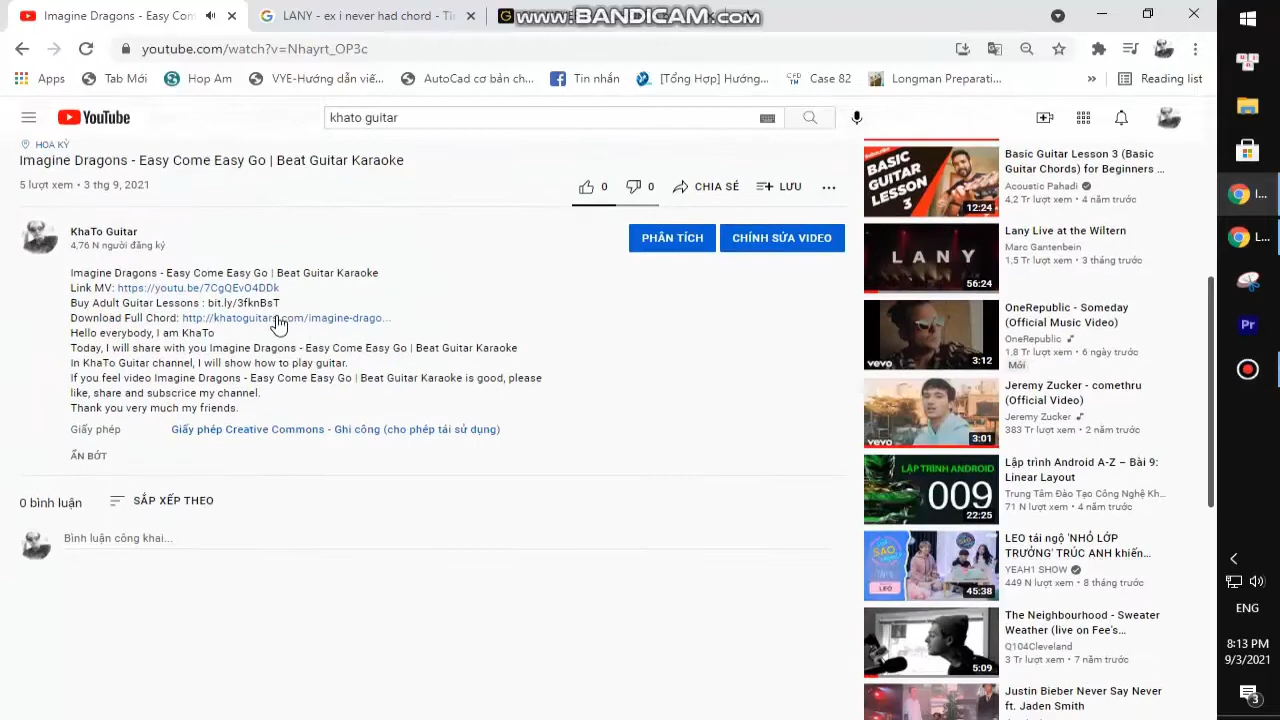 Imagine Dragons - Easy Com
LANY - ex i never had chord - Ti
www.BANDICAM.com
youtube.com/watch?v=Nhayrt_OP3c
Apps
Tab Mới
Hop Am
VYE-Hướng dẫn viế...
AutoCad cơ bản ch...
Tin nhắn
[Tổng Hợp] Hướng...
Case 82
Longman Preparati...
»
Reading list
YouTube
khato guitar
HOA KỲ
Imagine Dragons - Easy Come Easy Go | Beat Guitar Karaoke
5 lượt xem • 3 thg 9, 2021
0
0
CHIA SẺ
LƯU
KhaTo Guitar
4,76 N người đăng ký
PHÂN TÍCH
CHỈNH SỬA VIDEO
Imagine Dragons - Easy Come Easy Go | Beat Guitar Karaoke
Link MV: https://youtu.be/7CgQEvO4DDk
Buy Adult Guitar Lessons : bit.ly/3fknBsT
Download Full Chord: http://khatoguitar.com/imagine-drago...
Hello everybody, I am KhaTo
Today, I will share with you Imagine Dragons - Easy Come Easy Go | Beat Guitar Karaoke
In KhaTo Guitar channel, I will show how to play guitar.
If you feel video Imagine Dragons - Easy Come Easy Go | Beat Guitar Karaoke is good, please
like, share and subscrice my channel.
Thank you very much my friends.
Giấy phép
Giấy phép Creative Commons - Ghi công (cho phép tái sử dụng)
ẨN BỚT
0 bình luận
SẮP XẾP THEO
Bình luận công khai...
BASIC
GUITAR
LESSON
3
12:24
Basic Guitar Lesson 3 (Basic
Guitar Chords) for Beginners ...
Acoustic Pahadi
4,2 Tr lượt xem • 4 năm trước
LANY
56:24
Lany Live at the Wiltern
Marc Gantenbein
1,5 Tr lượt xem • 3 tháng trước
vevo
3:12
OneRepublic - Someday
(Official Music Video)
OneRepublic
1,8 Tr lượt xem • 6 ngày trước
Mới
vevo
3:01
Jeremy Zucker - comethru
(Official Video)
Jeremy Zucker
383 Tr lượt xem • 2 năm trước
LẬP TRÌNH ANDROID
009
22:25
Lập trình Android A-Z – Bài 9:
Linear Layout
Trung Tâm Đào Tạo Công Nghệ Kh...
71 N lượt xem • 4 năm trước
SAO
LEO
45:38
LEO tái ngộ 'NHỎ LỚP
TRƯỞNG' TRÚC ANH khiến...
YEAH1 SHOW
449 N lượt xem • 8 tháng trước
5:09
The Neighbourhood - Sweater
Weather (live on Fee's...
Q104Cleveland
3 Tr lượt xem • 7 năm trước
Justin Bieber Never Say Never
ft. Jaden Smith
I...
L...
Pr
ENG
8:13 PM
9/3/2021
3